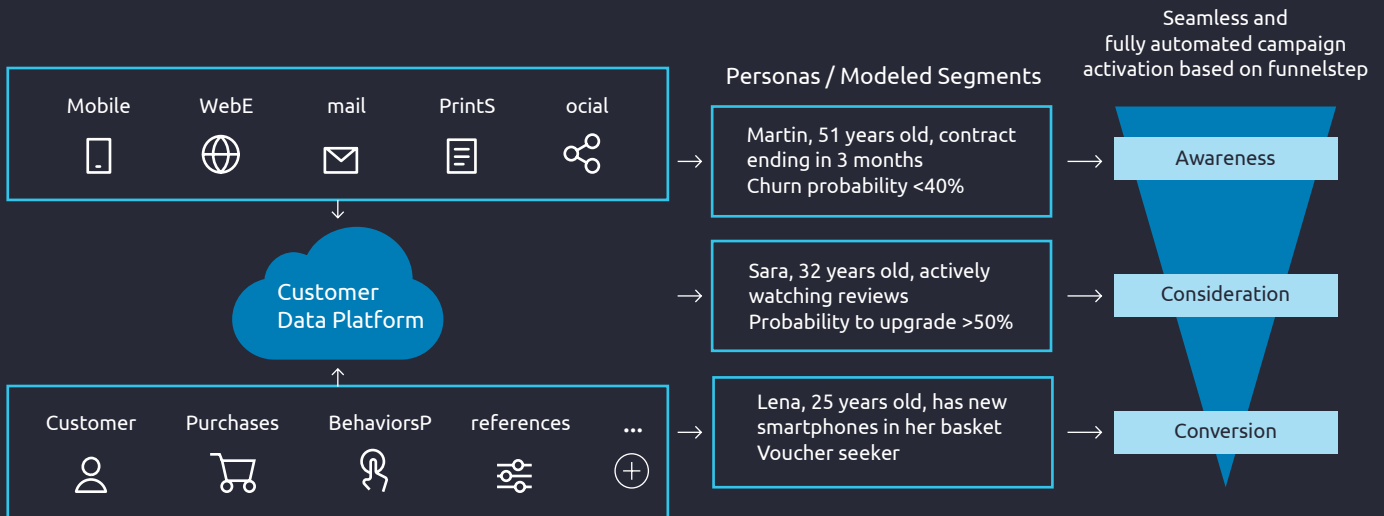 Seamless and
fully automated campaign
activation based on funnelstep
Personas / Modeled Segments
Mobile WebE mail PrintS ocial
Martin, 51 years old, contract
ending in 3 months
Churn probability <40%
Awareness
Customer
Data Platform
Sara, 32 years old, actively
watching reviews
Probability to upgrade >50%
Consideration
Customer Purchases BehaviorsP references ...
Lena, 25 years old, has new
smartphones in her basket
Voucher seeker
Conversion